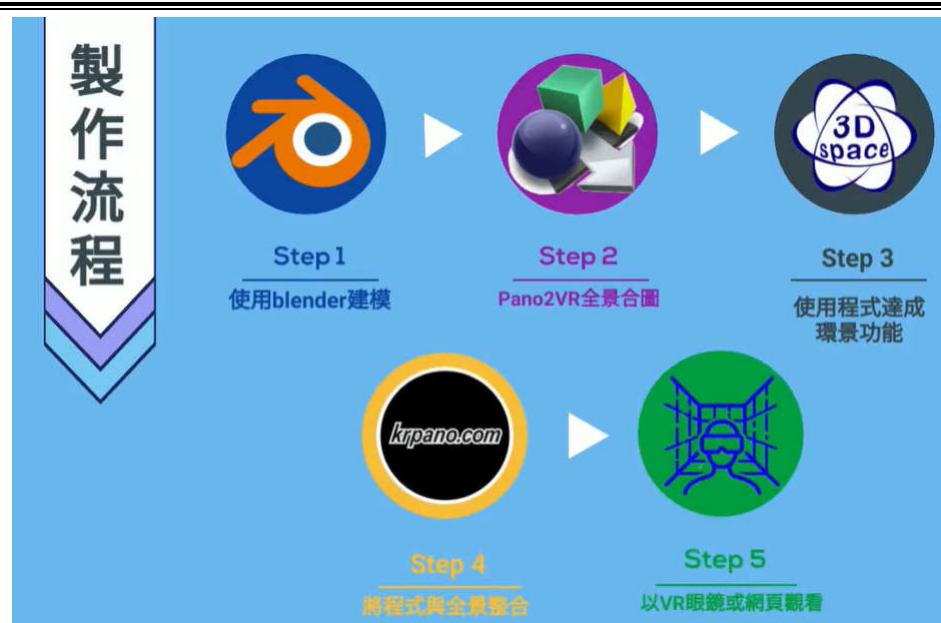 製作流程
3D
space
Step 1
使用blender建模
Step 2
Pano2VR全景合圖
Step 3
使用程式達成
環景功能
krpano.com
Step 4
將程式與全景整合
Step 5
以VR眼鏡或網頁觀看